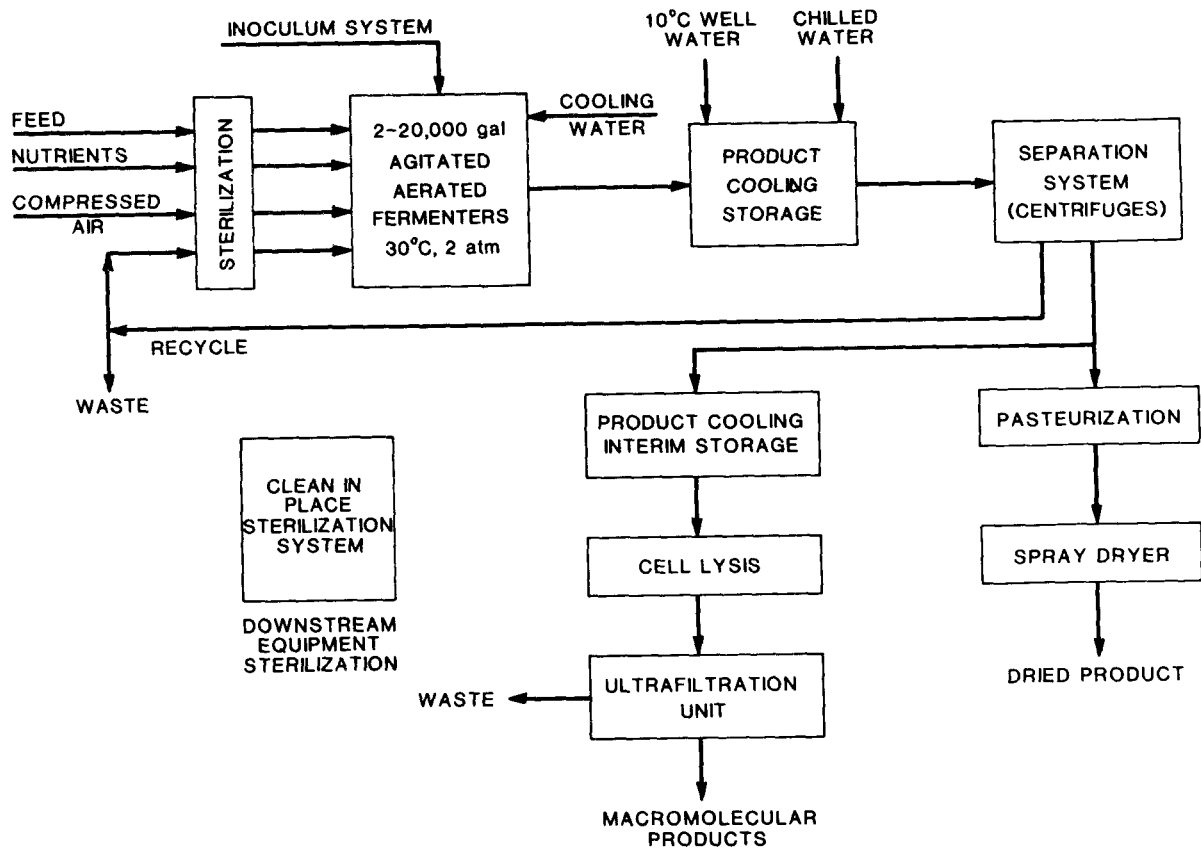 INOCULUM SYSTEM
10°C WELL
WATER
CHILLED
WATER
FEED
NUTRIENTS
COMPRESSED
AIR
STERILIZATION
2-20,000 gal
AGITATED
AERATED
FERMENTERS
30°C, 2 atm
COOLING
WATER
PRODUCT
COOLING
STORAGE
SEPARATION
SYSTEM
(CENTRIFUGES)
RECYCLE
WASTE
PRODUCT COOLING
INTERIM STORAGE
PASTEURIZATION
CLEAN IN
PLACE
STERILIZATION
SYSTEM
CELL LYSIS
SPRAY DRYER
DOWNSTREAM
EQUIPMENT
STERILIZATION
WASTE
ULTRAFILTRATION
UNIT
DRIED PRODUCT
MACROMOLECULAR
PRODUCTS